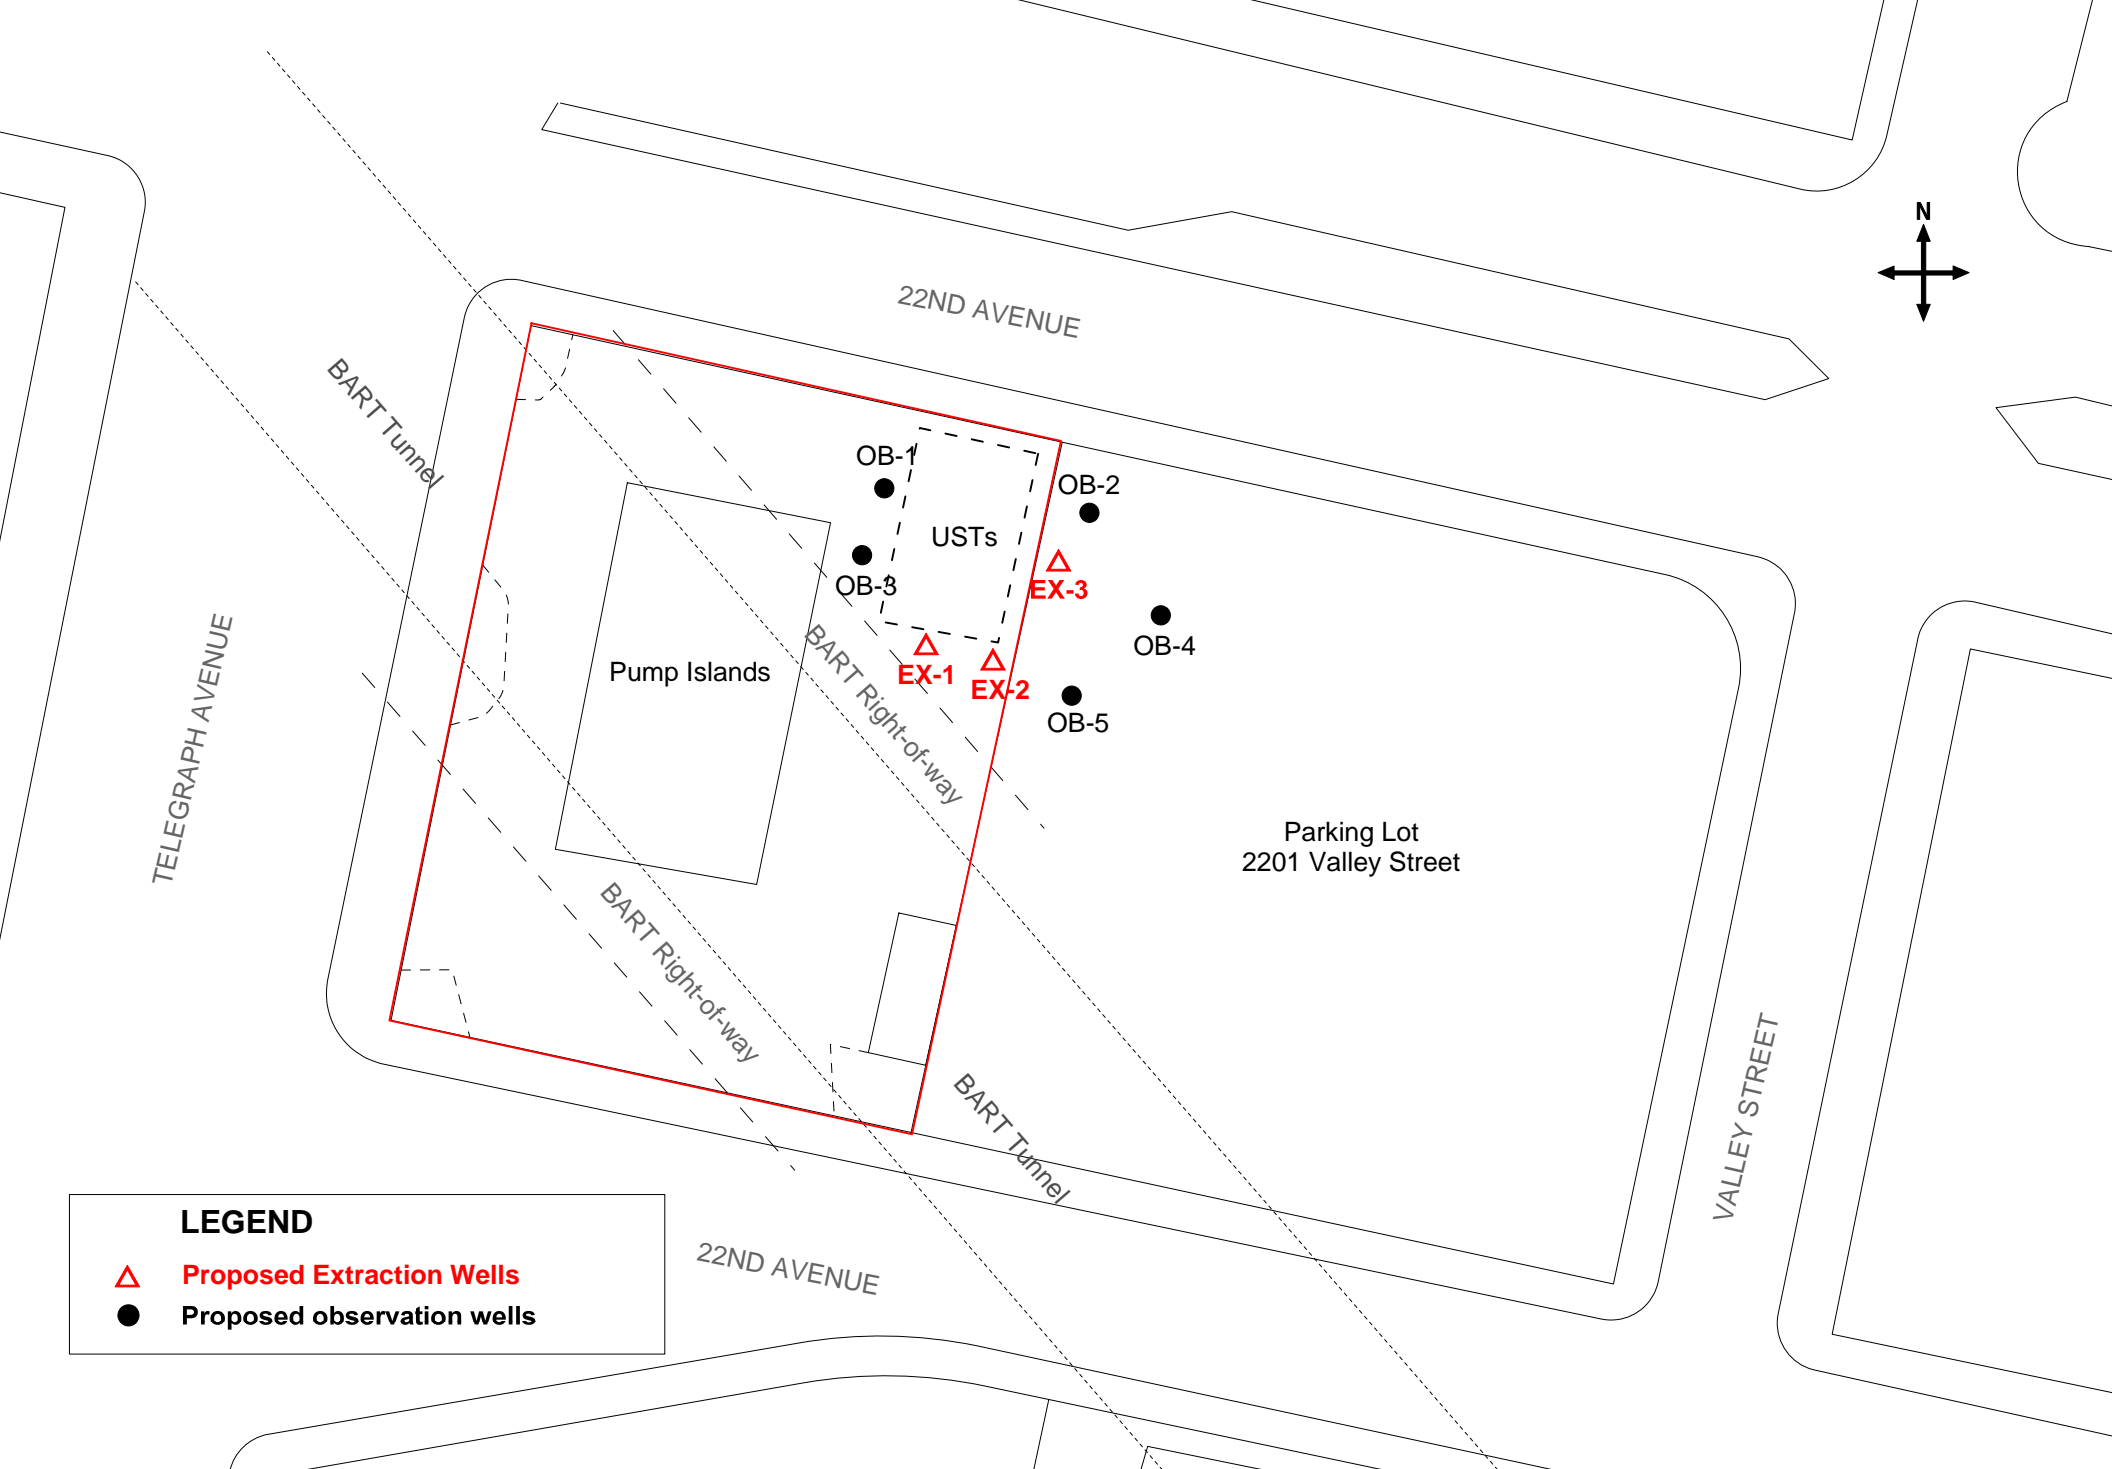 N
22ND AVENUE
BART Tunnel
OB-1
OB-2
USTs
OB-3
EX-3
OB-4
EX-1
EX-2
OB-5
Pump Islands
BART Right-of-way
TELEGRAPH AVENUE
Parking Lot
2201 Valley Street
BART Right-of-way
BART Tunnel
VALLEY STREET
22ND AVENUE
LEGEND
Proposed Extraction Wells
Proposed observation wells